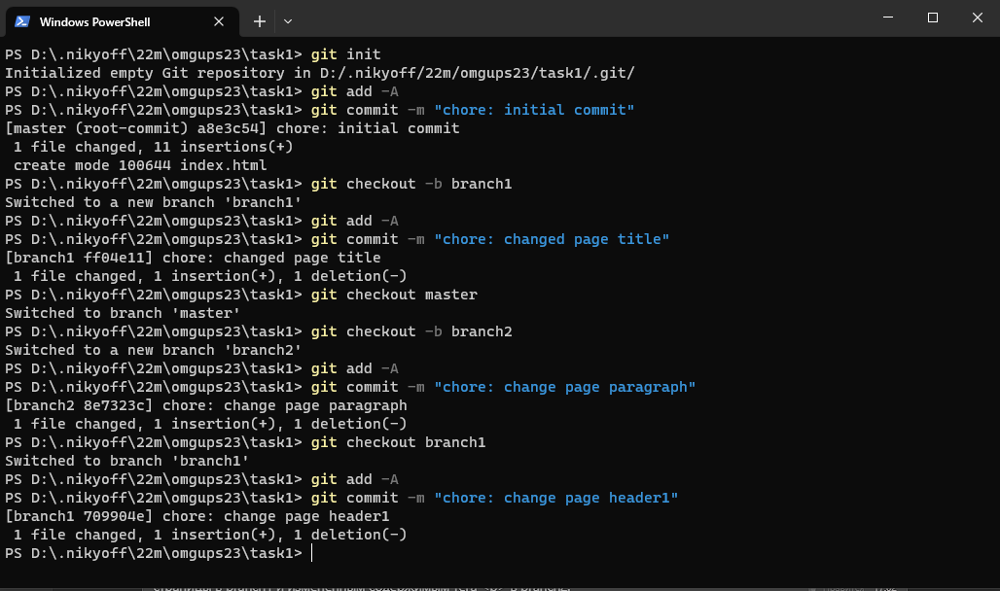 Windows PowerShell
PS D:\.nikyoff\22m\omgups23\task1> git init
Initialized empty Git repository in D:/.nikyoff/22m/omgups23/task1/.git/
PS D:\.nikyoff\22m\omgups23\task1> git add -A
PS D:\.nikyoff\22m\omgups23\task1> git commit -m "chore: initial commit"
[master (root-commit) a8e3c54] chore: initial commit
 1 file changed, 11 insertions(+)
 create mode 100644 index.html
PS D:\.nikyoff\22m\omgups23\task1> git checkout -b branch1
Switched to a new branch 'branch1'
PS D:\.nikyoff\22m\omgups23\task1> git add -A
PS D:\.nikyoff\22m\omgups23\task1> git commit -m "chore: changed page title"
[branch1 ff04e11] chore: changed page title
 1 file changed, 1 insertion(+), 1 deletion(-)
PS D:\.nikyoff\22m\omgups23\task1> git checkout master
Switched to branch 'master'
PS D:\.nikyoff\22m\omgups23\task1> git checkout -b branch2
Switched to a new branch 'branch2'
PS D:\.nikyoff\22m\omgups23\task1> git add -A
PS D:\.nikyoff\22m\omgups23\task1> git commit -m "chore: change page paragraph"
[branch2 8e7323c] chore: change page paragraph
 1 file changed, 1 insertion(+), 1 deletion(-)
PS D:\.nikyoff\22m\omgups23\task1> git checkout branch1
Switched to branch 'branch1'
PS D:\.nikyoff\22m\omgups23\task1> git add -A
PS D:\.nikyoff\22m\omgups23\task1> git commit -m "chore: change page header1"
[branch1 709904e] chore: change page header1
 1 file changed, 1 insertion(+), 1 deletion(-)
PS D:\.nikyoff\22m\omgups23\task1>